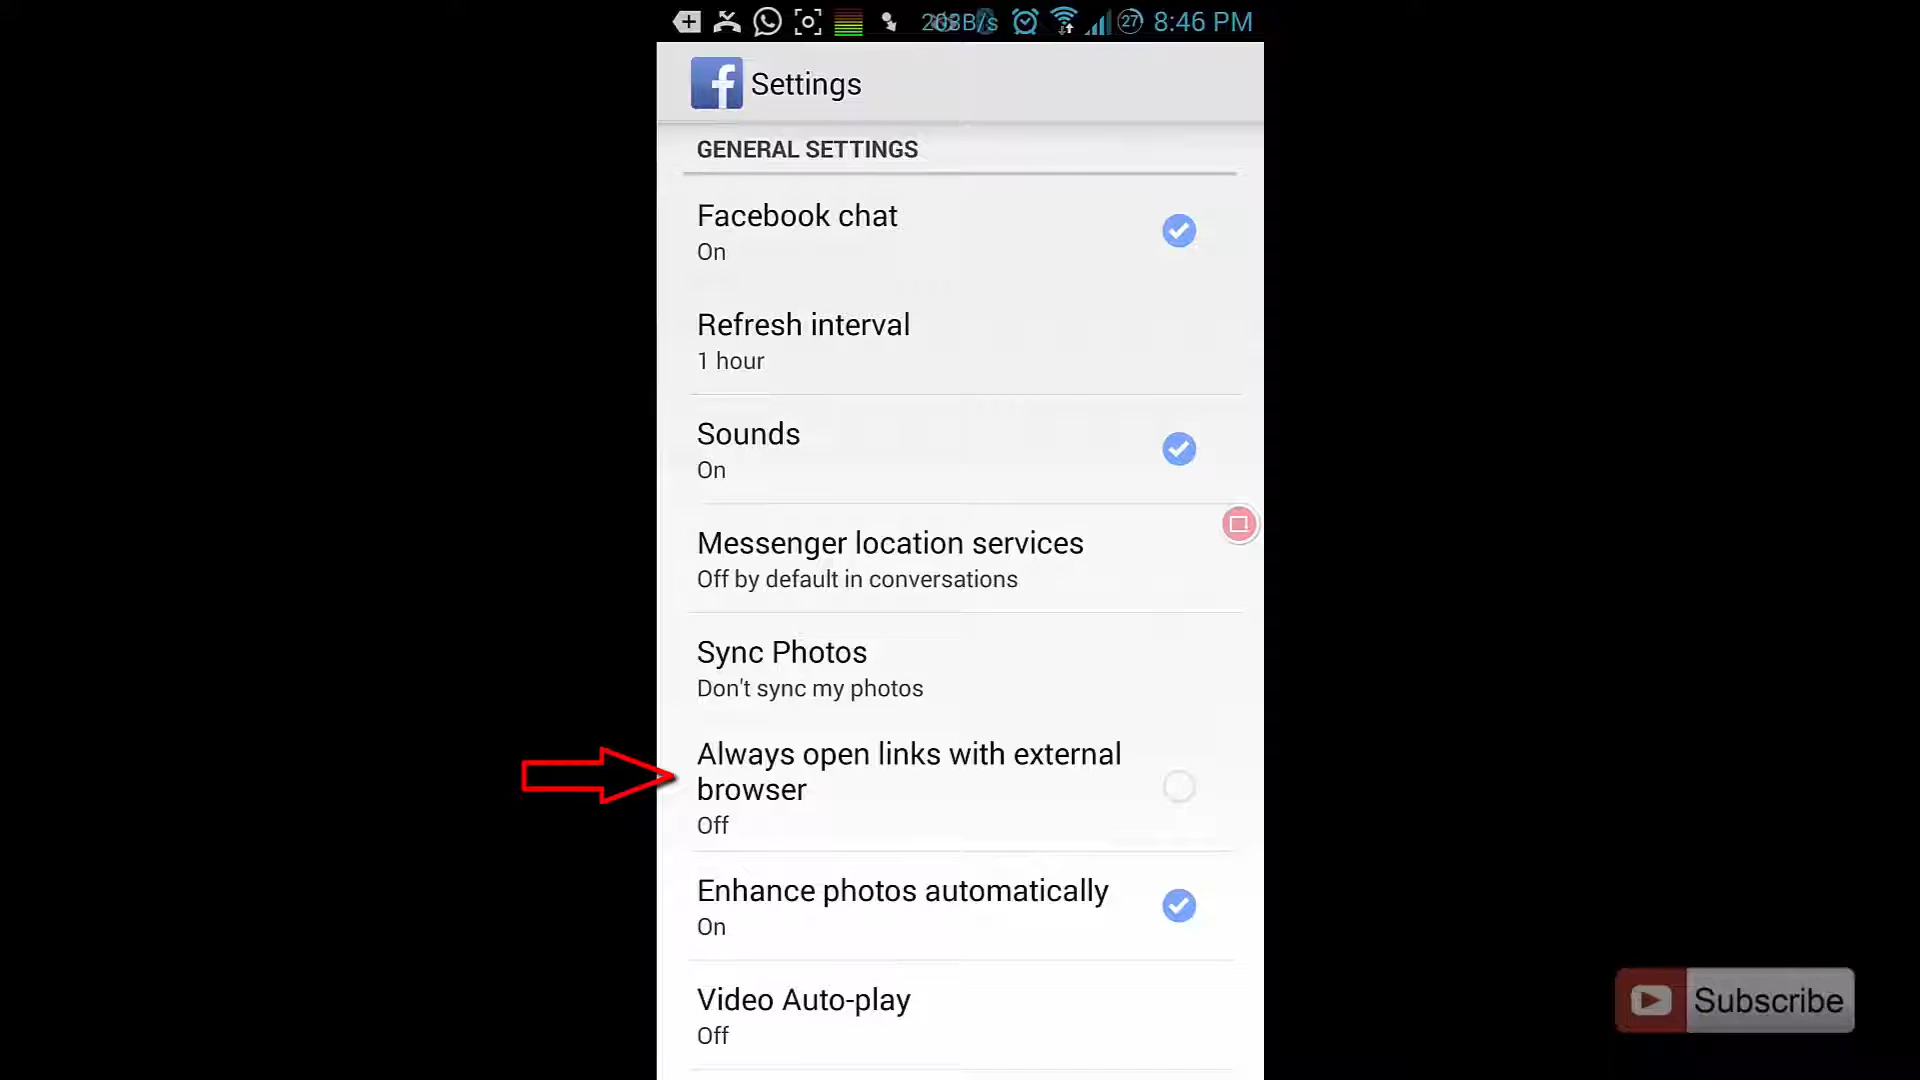 27 8:46 PM
Settings
GENERAL SETTINGS
Facebook chat
On
Refresh interval
1 hour
Sounds
On
Messenger location services
Off by default in conversations
Sync Photos
Don't sync my photos
Always open links with external
browser
Off
Enhance photos automatically
On
Video Auto-play
Off
Subscribe